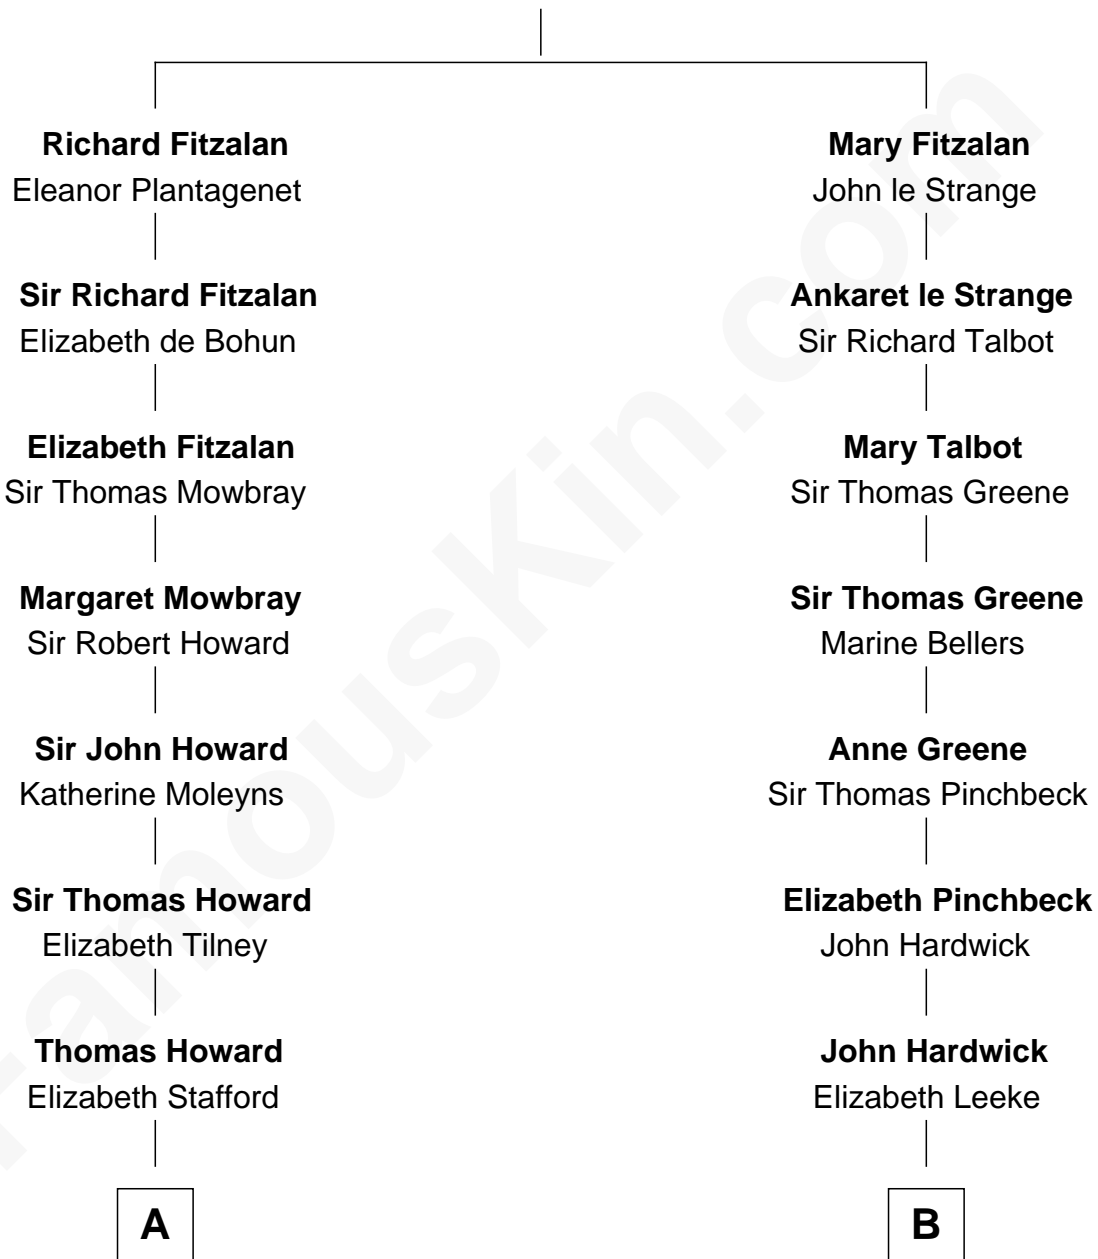 Richard Fitzalan
Eleanor Plantagenet
Sir Richard Fitzalan
Elizabeth de Bohun
Elizabeth Fitzalan
Sir Thomas Mowbray
Margaret Mowbray
Sir Robert Howard
Sir John Howard
Katherine Moleyns
Sir Thomas Howard
Elizabeth Tilney
Thomas Howard
Elizabeth Stafford
A
Mary Fitzalan
John le Strange
Ankaret le Strange
Sir Richard Talbot
Mary Talbot
Sir Thomas Greene
Sir Thomas Greene
Marine Bellers
Anne Greene
Sir Thomas Pinchbeck
Elizabeth Pinchbeck
John Hardwick
John Hardwick
Elizabeth Leeke
B
FamousKin.com